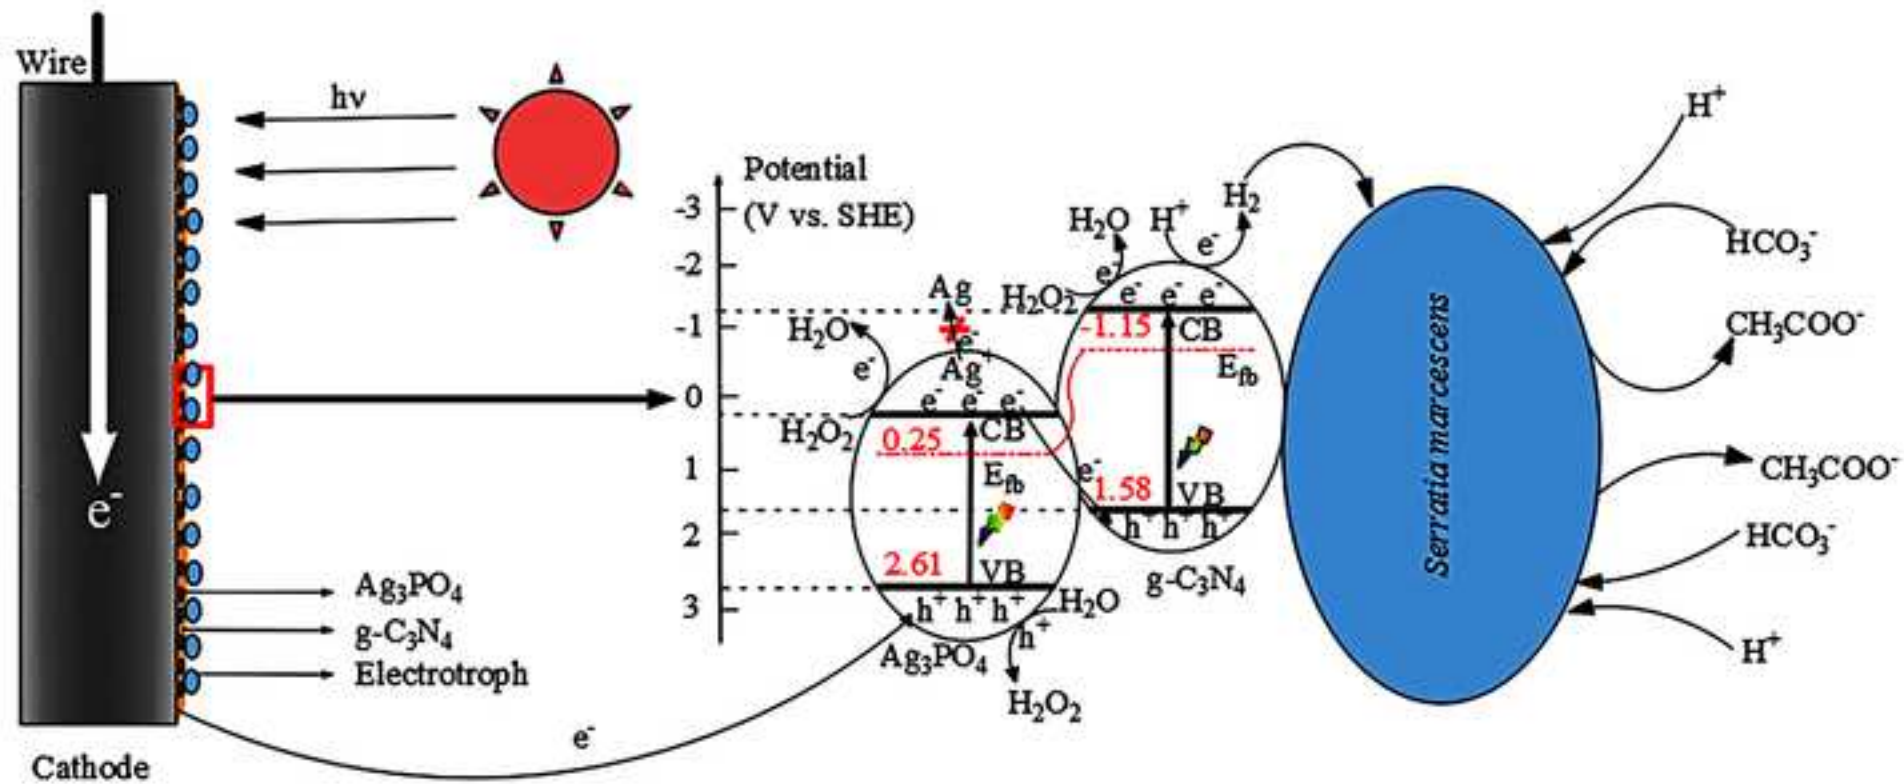 Wire
hν
e⁻
Ag₃PO₄
g-C₃N₄
Electrotroph
Cathode
e⁻
Potential
(V vs. SHE)
-3
-2
-1
0
1
2
3
H₂O
e⁻
H₂O₂
Ag
e⁻
Ag⁺
e⁻ e⁻ e⁻
CB
0.25
E_fb
2.61
VB
h⁺ h⁺ h⁺
H₂O
h⁺
H₂O₂
Ag₃PO₄
e⁻
H₂O
H⁺
H₂
e⁻
e⁻
H₂O₂
e⁻ e⁻ e⁻
-1.15
CB
E_fb
1.58
VB
h⁺ h⁺ h⁺
g-C₃N₄
Serratia marcescens
H⁺
HCO₃⁻
CH₃COO⁻
CH₃COO⁻
HCO₃⁻
H⁺